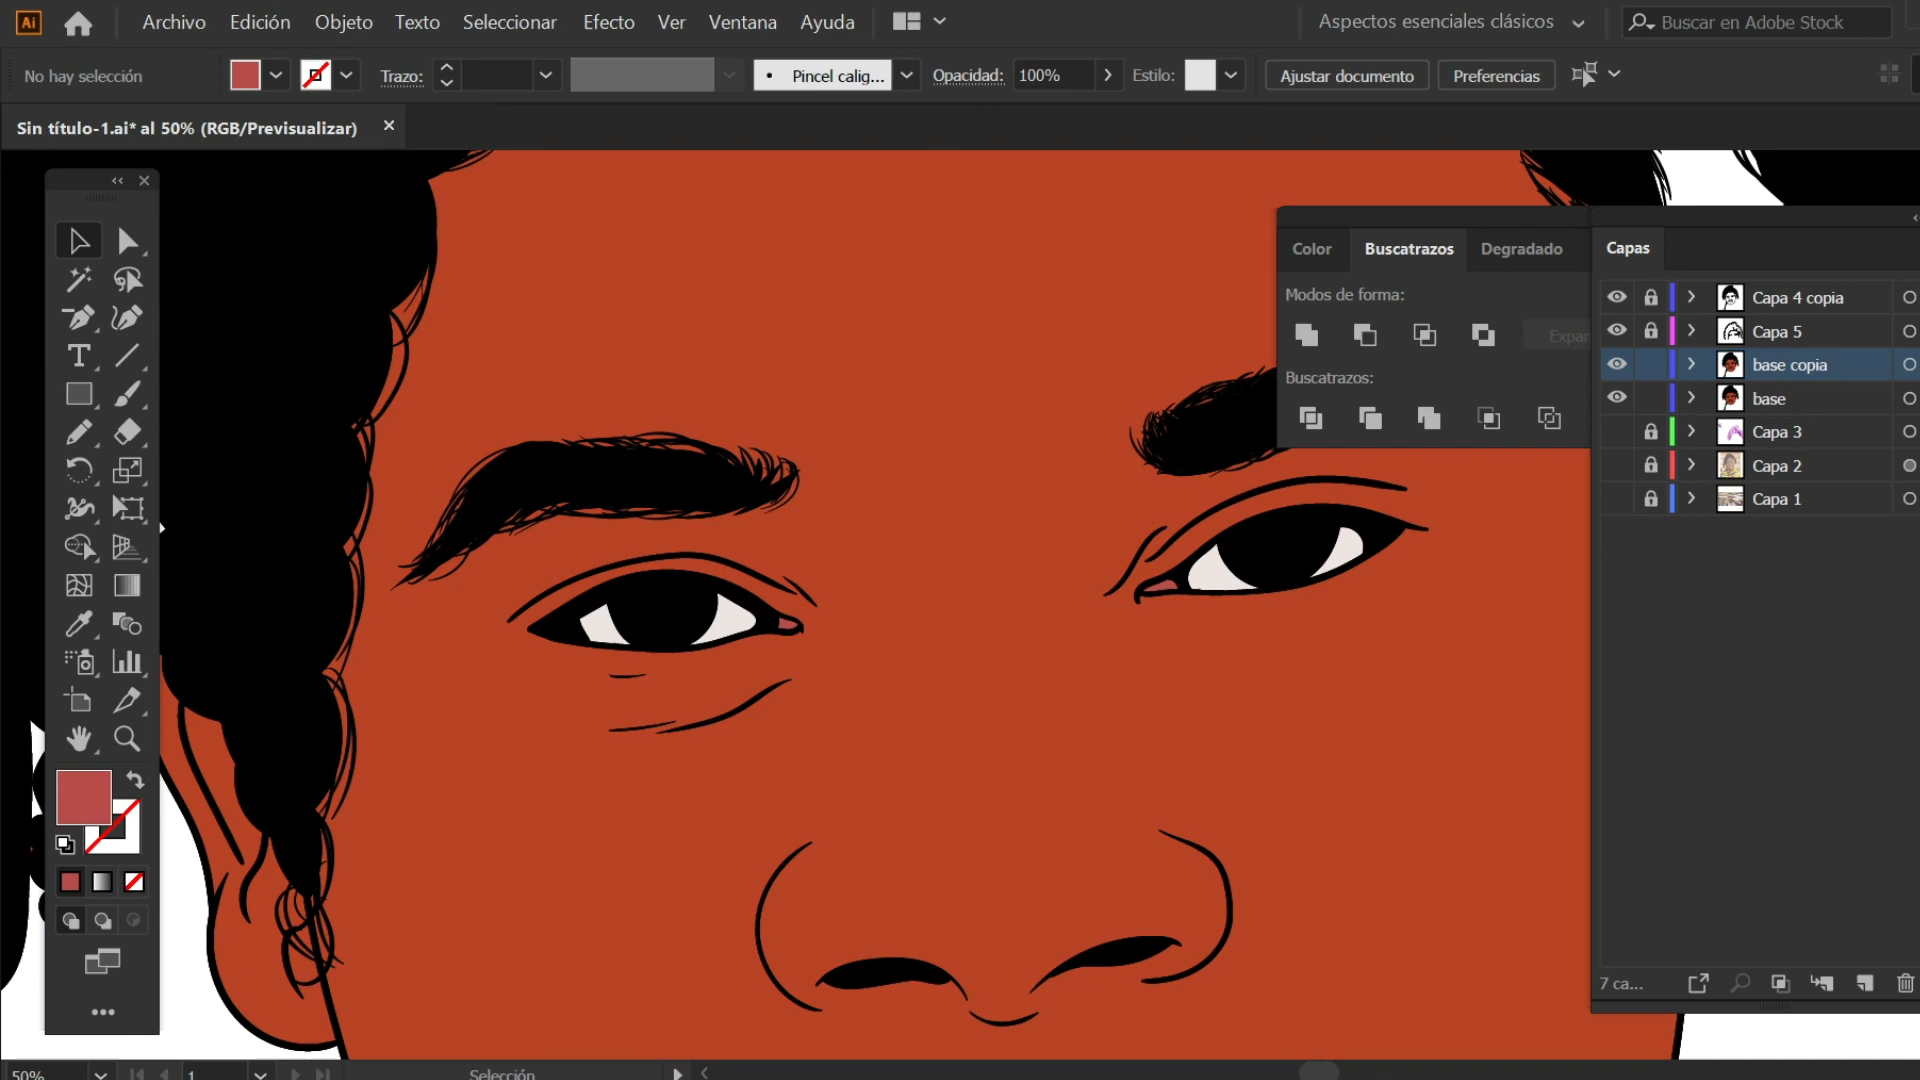 Ai Archivo Edición Objeto Texto Seleccionar Efecto Ver Ventana Ayuda Aspectos esenciales clásicos Buscar en Adobe Stock
No hay selección Trazo: Pincel calig... Opacidad: 100% Estilo: Ajustar documento Preferencias
Sin título-1.ai* al 50% (RGB/Previsualizar)
Color Buscatrazos Degradado
Modos de forma:
Expan
Buscatrazos:
Capas
Capa 4 copia
Capa 5
base copia
base
Capa 3
Capa 2
Capa 1
7 ca...
50% 1 Selección